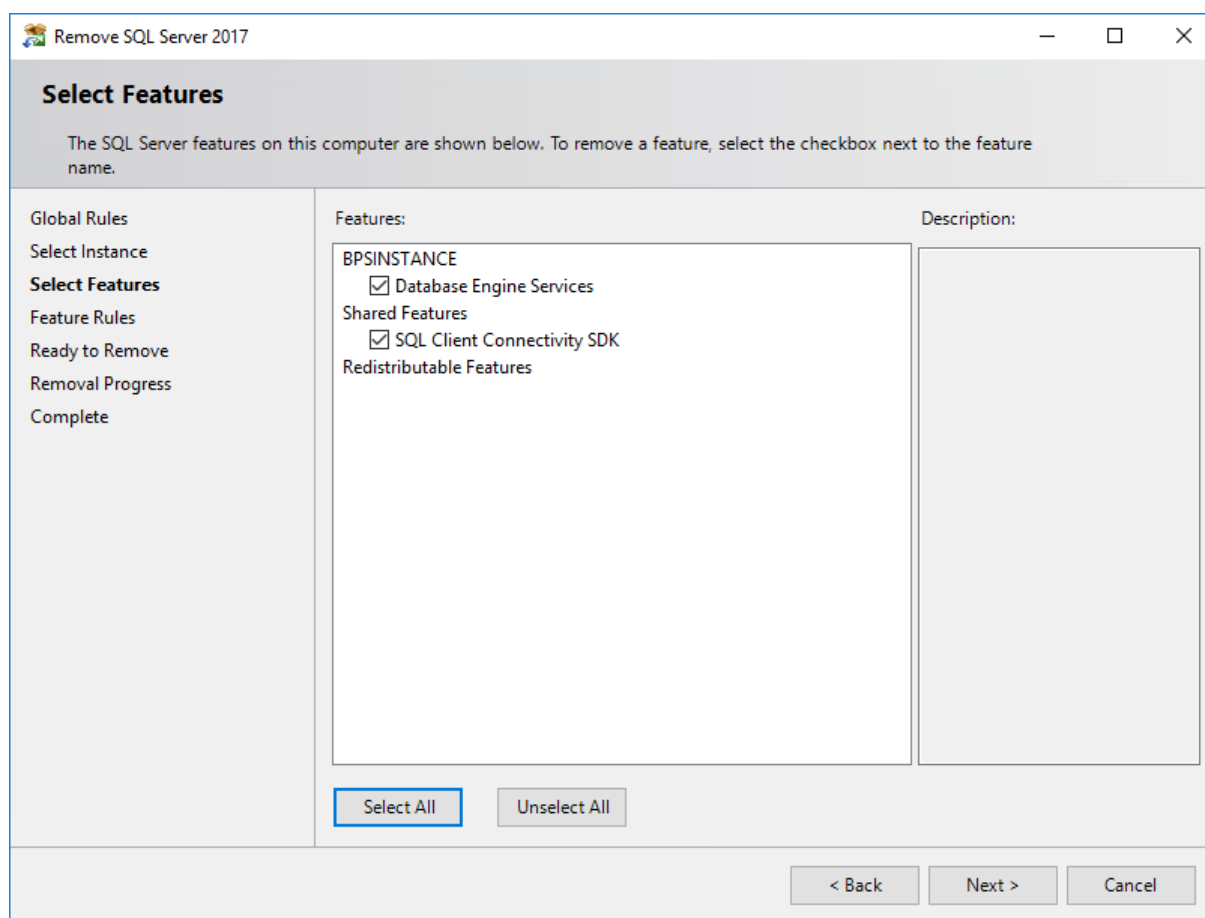 Remove SQL Server 2017
Select Features
The SQL Server features on this computer are shown below. To remove a feature, select the checkbox next to the feature
name.
Global Rules
Select Instance
Select Features
Feature Rules
Ready to Remove
Removal Progress
Complete
Features:
BPSINSTANCE
Database Engine Services
Shared Features
SQL Client Connectivity SDK
Redistributable Features
Description:
Select All
Unselect All
< Back
Next >
Cancel